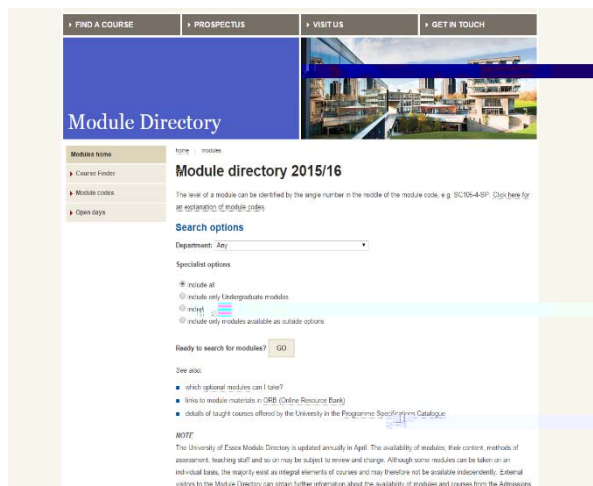 FIND A COURSE
PROSPECTUS
VISIT US
GET IN TOUCH
Module Directory
Modules home
Course Finder
Module codes
Open days
home : modules
Module directory 2015/16
The level of a module can be identified by the single number in the middle of the module code, e.g. SC105-4-SP. Click here for
an explanation of module codes.
Search options
Department: Any
Specialist options
include all
include only Undergraduate modules
includ
include only modules available as outside options
Ready to search for modules? GO
See also,
which optional modules can I take?
links to module materials in ORB (Online Resource Bank)
details of taught courses offered by the University in the Programme Specifications Catalogue
NOTE
The University of Essex Module Directory is updated annually in April. The availability of modules, their content, methods of
assessment, teaching staff and so on may be subject to review and change. Although some modules can be taken on an
individual basis, the majority exist as integral elements of courses and may therefore not be available independently. External
visitors to the Module Directory can obtain further information about the availability of modules and courses from the Admissions